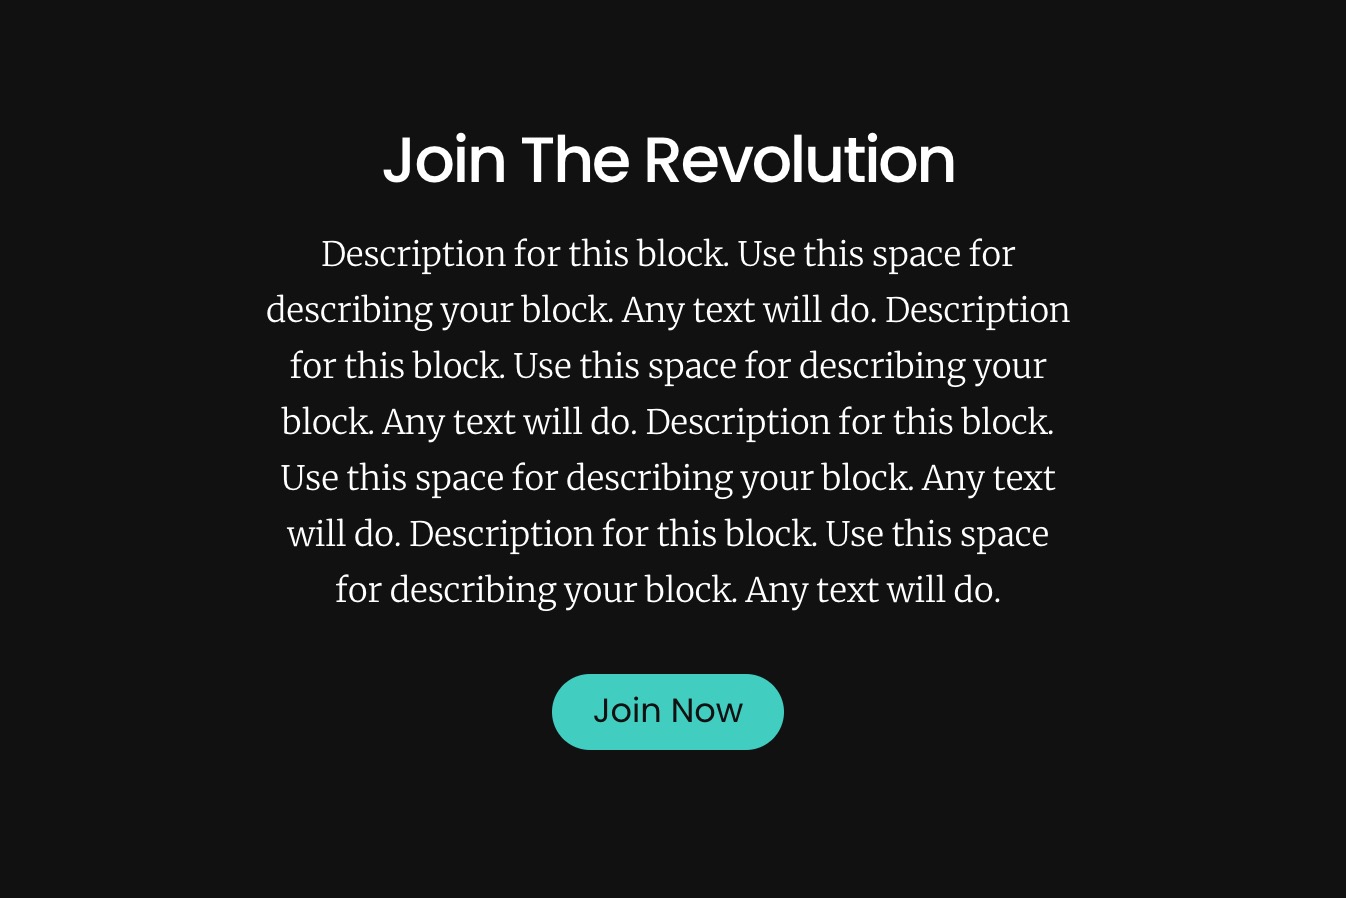 Join The Revolution
Description for this block. Use this space for
describing your block. Any text will do. Description
for this block. Use this space for describing your
block. Any text will do. Description for this block.
Use this space for describing your block. Any text
will do. Description for this block. Use this space
for describing your block. Any text will do.
Join Now